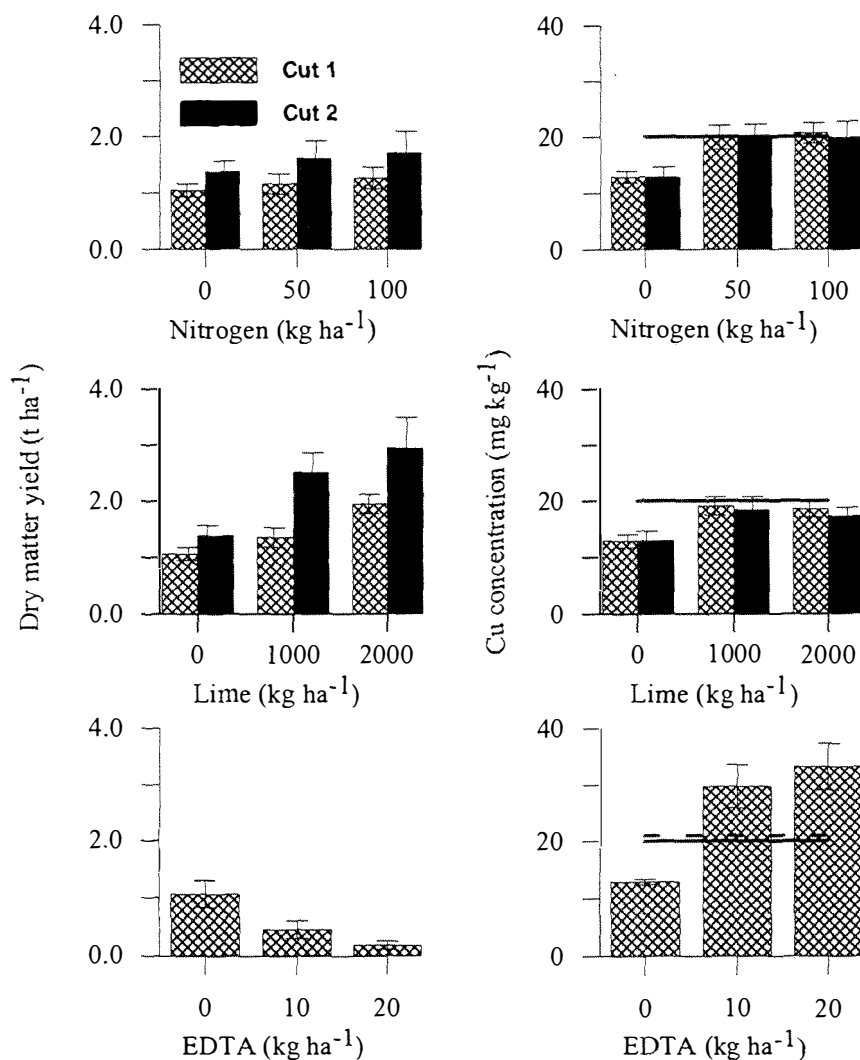 4.0
2.0
0.0
Cut 1
Cut 2
0 50 100
Nitrogen (kg ha-1)
40
20
0
0 50 100
Nitrogen (kg ha-1)
Dry matter yield (t ha-1)
4.0
2.0
0.0
0 1000 2000
Lime (kg ha-1)
Cu concentration (mg kg-1)
40
20
0
0 1000 2000
Lime (kg ha-1)
4.0
2.0
0.0
0 10 20
EDTA (kg ha-1)
40
20
0
0 10 20
EDTA (kg ha-1)